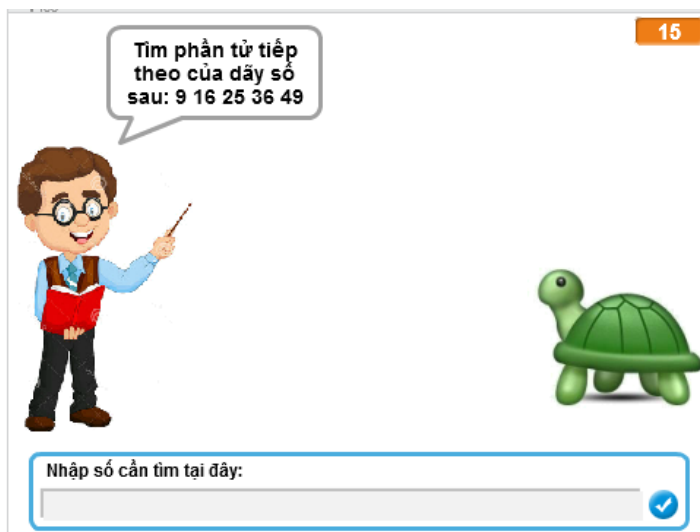 15
Tìm phần tử tiếp
theo của dãy số
sau: 9 16 25 36 49
Nhập số cần tìm tại đây: